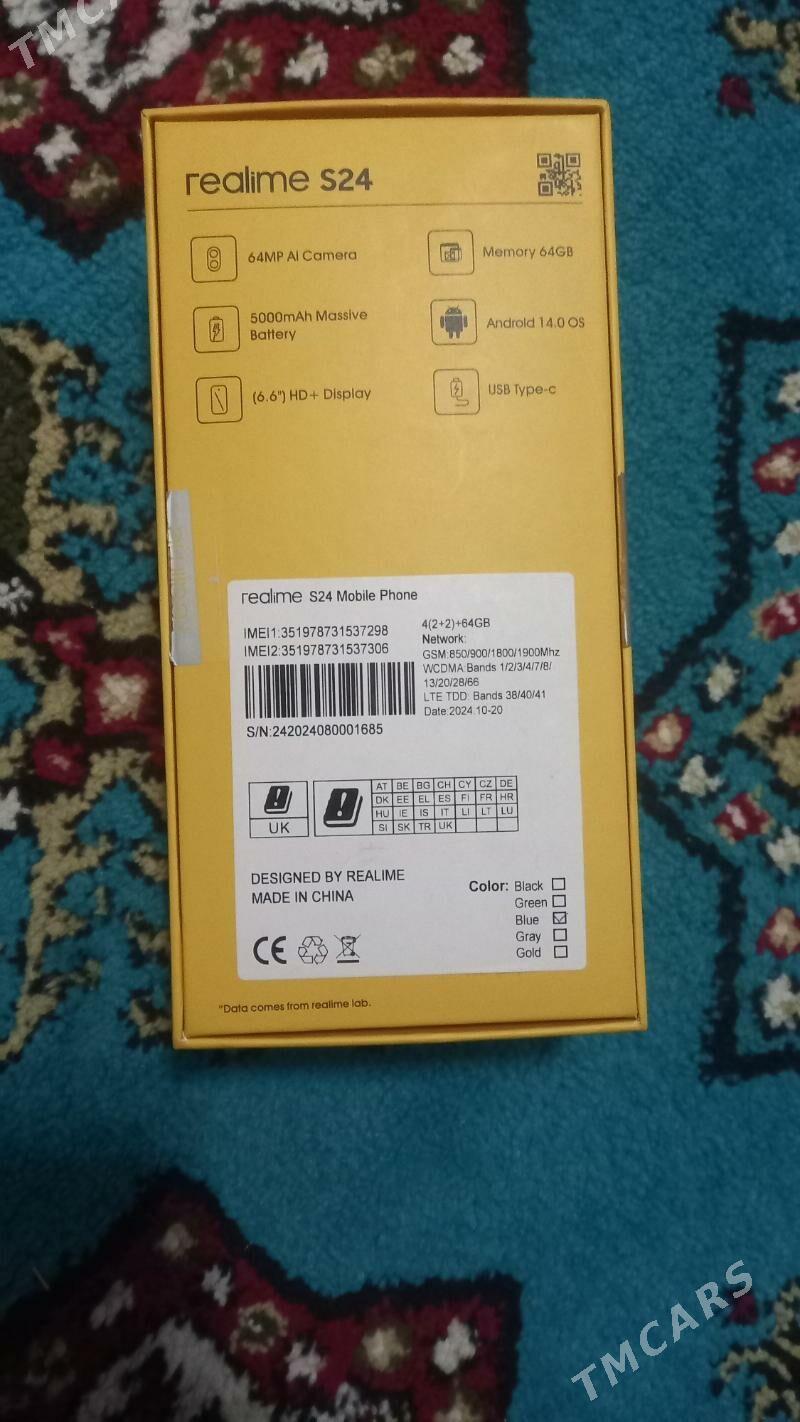 TMCARS
realime S24
64MP AI Camera
Memory 64GB
5000mAh Massive
Battery
Android 14.0 OS
(6.6") HD+ Display
USB Type-c
realime S24 Mobile Phone
IMEI1:351978731537298
IMEI2:351978731537306
S/N:242024080001685
4(2+2)+64GB
Network:
GSM:850/900/1800/1900Mhz
WCDMA:Bands 1/2/3/4/7/8/
13/20/28/66
LTE TDD: Bands 38/40/41
Date:2024.10-20
UK
AT BE BG CH CY CZ DE
DK EE EL ES FI FR HR
HU IE IS IT LI LT LU
SI SK TR UK
DESIGNED BY REALIME
MADE IN CHINA
Color: Black
Green
Blue
Gray
Gold
CE
*Data comes from realime lab.
TMCARS